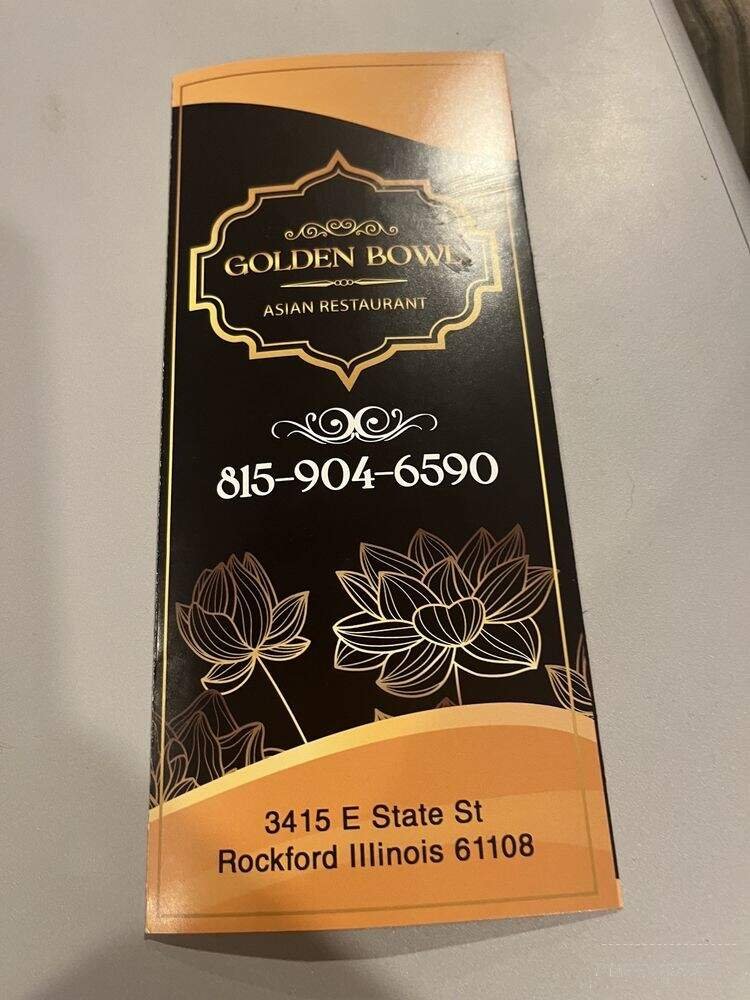 GOLDEN BOWL
ASIAN RESTAURANT
815-904-6590
3415 E State St
Rockford Illinois 61108